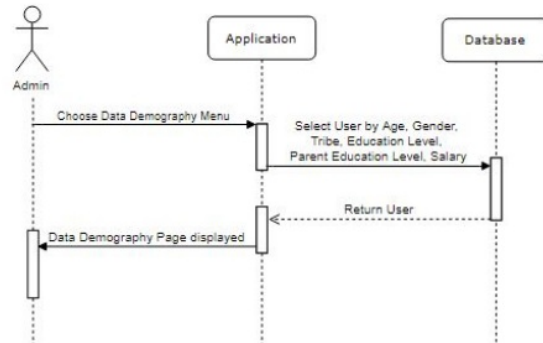 Application
Database
Admin
Choose Data Demography Menu
Select User by Age, Gender,
Tribe, Education Level,
Parent Education Level, Salary
Return User
Data Demography Page displayed